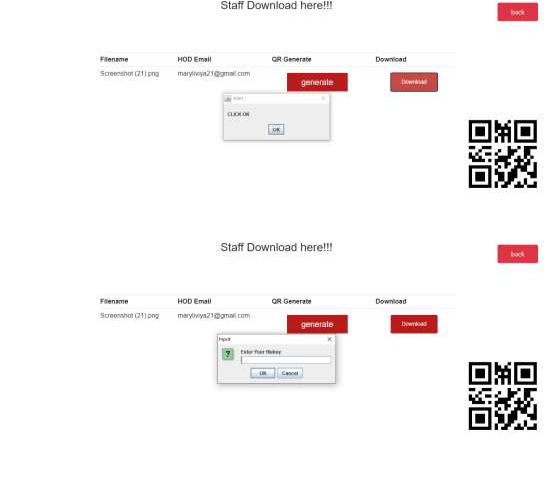 Staff Download here!!!
back
Filename HOD Email QR Generate Download
Screenshot (21).png maryliviya21@gmail.com generate Download
CLICK OK
OK
Staff Download here!!!
back
Filename HOD Email QR Generate Download
Screenshot (21).png maryliviya21@gmail.com generate Download
Input
? Enter Your filekey
OK Cancel